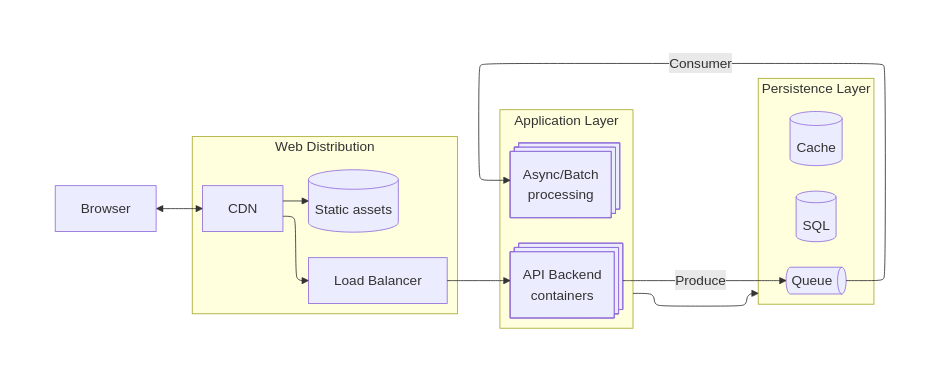 Consumer
Persistence Layer
Application Layer
Web Distribution
Cache
Async/Batch
processing
Browser
CDN
Static assets
SQL
Load Balancer
API Backend
containers
Produce
Queue